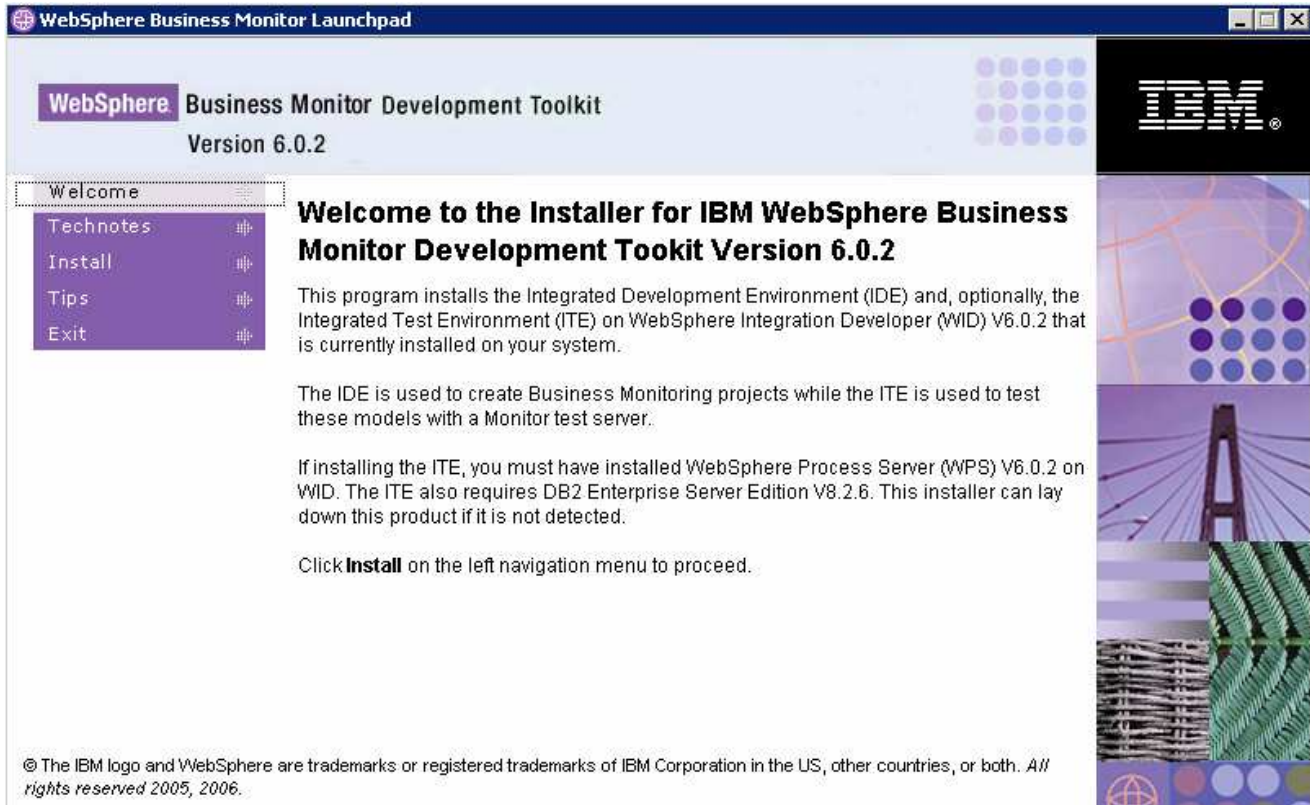 WebSphere Business Monitor Launchpad
WebSphere Business Monitor Development Toolkit
Version 6.0.2
IBM®
Welcome
Technotes
Install
Tips
Exit
Welcome to the Installer for IBM WebSphere Business
Monitor Development Tookit Version 6.0.2
This program installs the Integrated Development Environment (IDE) and, optionally, the
Integrated Test Environment (ITE) on WebSphere Integration Developer (WID) V6.0.2 that
is currently installed on your system.
The IDE is used to create Business Monitoring projects while the ITE is used to test
these models with a Monitor test server.
If installing the ITE, you must have installed WebSphere Process Server (WPS) V6.0.2 on
WID. The ITE also requires DB2 Enterprise Server Edition V8.2.6. This installer can lay
down this product if it is not detected.
Click Install on the left navigation menu to proceed.
© The IBM logo and WebSphere are trademarks or registered trademarks of IBM Corporation in the US, other countries, or both. All
rights reserved 2005, 2006.